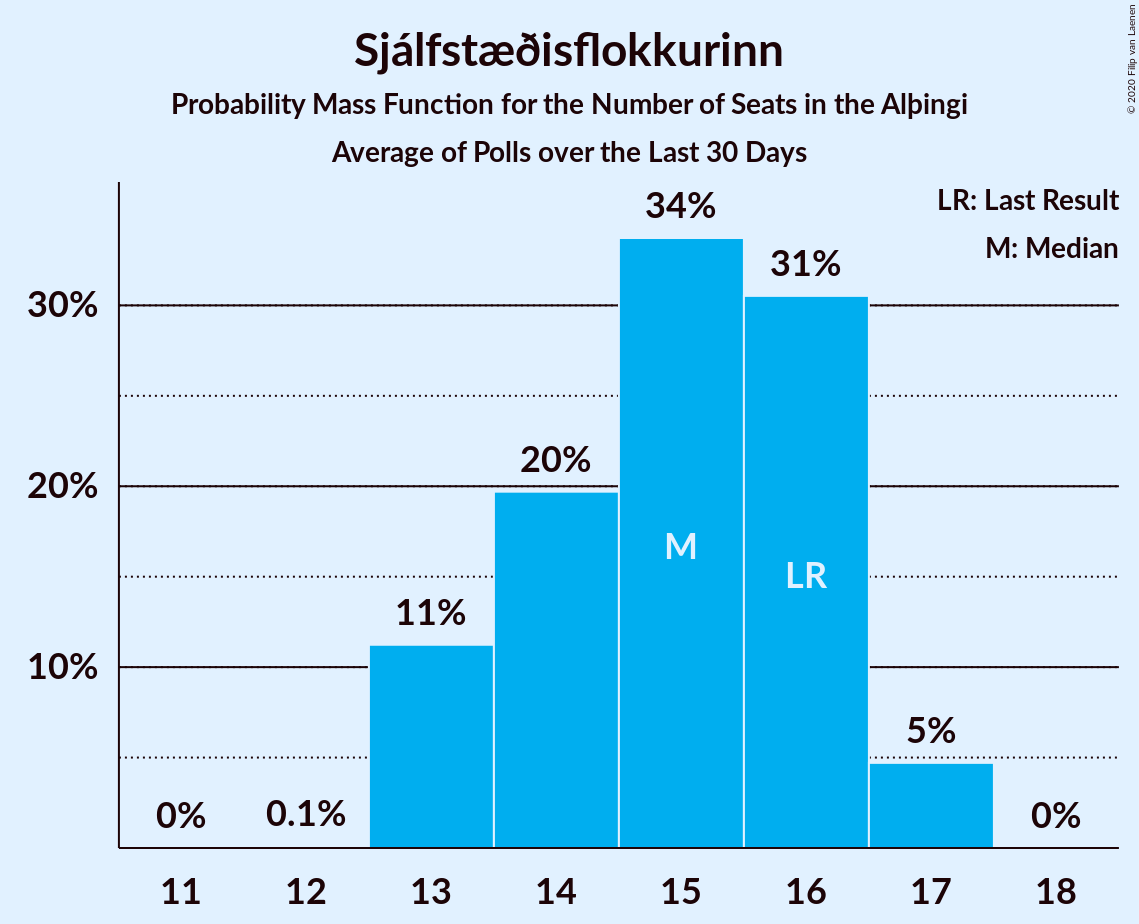 Sjálfstæðisflokkurinn
Probability Mass Function for the Number of Seats in the Alþingi
Average of Polls over the Last 30 Days
© 2020 Filip van Laenen
LR: Last Result
M: Median
34%
31%
30%
20%
20%
M
LR
11%
10%
5%
0%
0.1%
0%
11 12 13 14 15 16 17 18